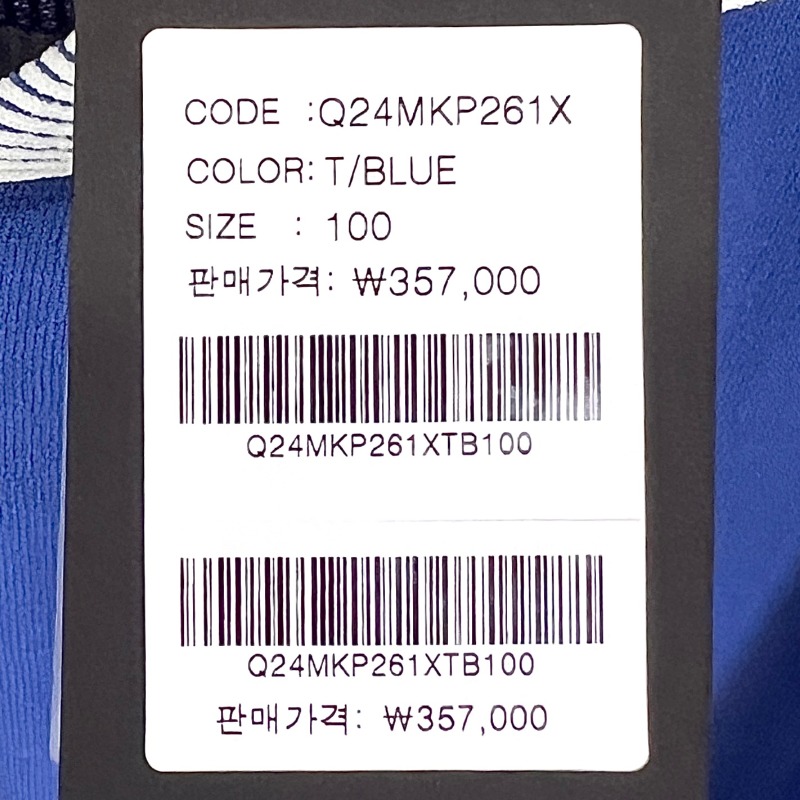 CODE :Q24MKP261X
COLOR: T/BLUE
SIZE : 100
판매가격: ₩357,000
Q24MKP261XTB100
Q24MKP261XTB100
판매가격: ₩357,000